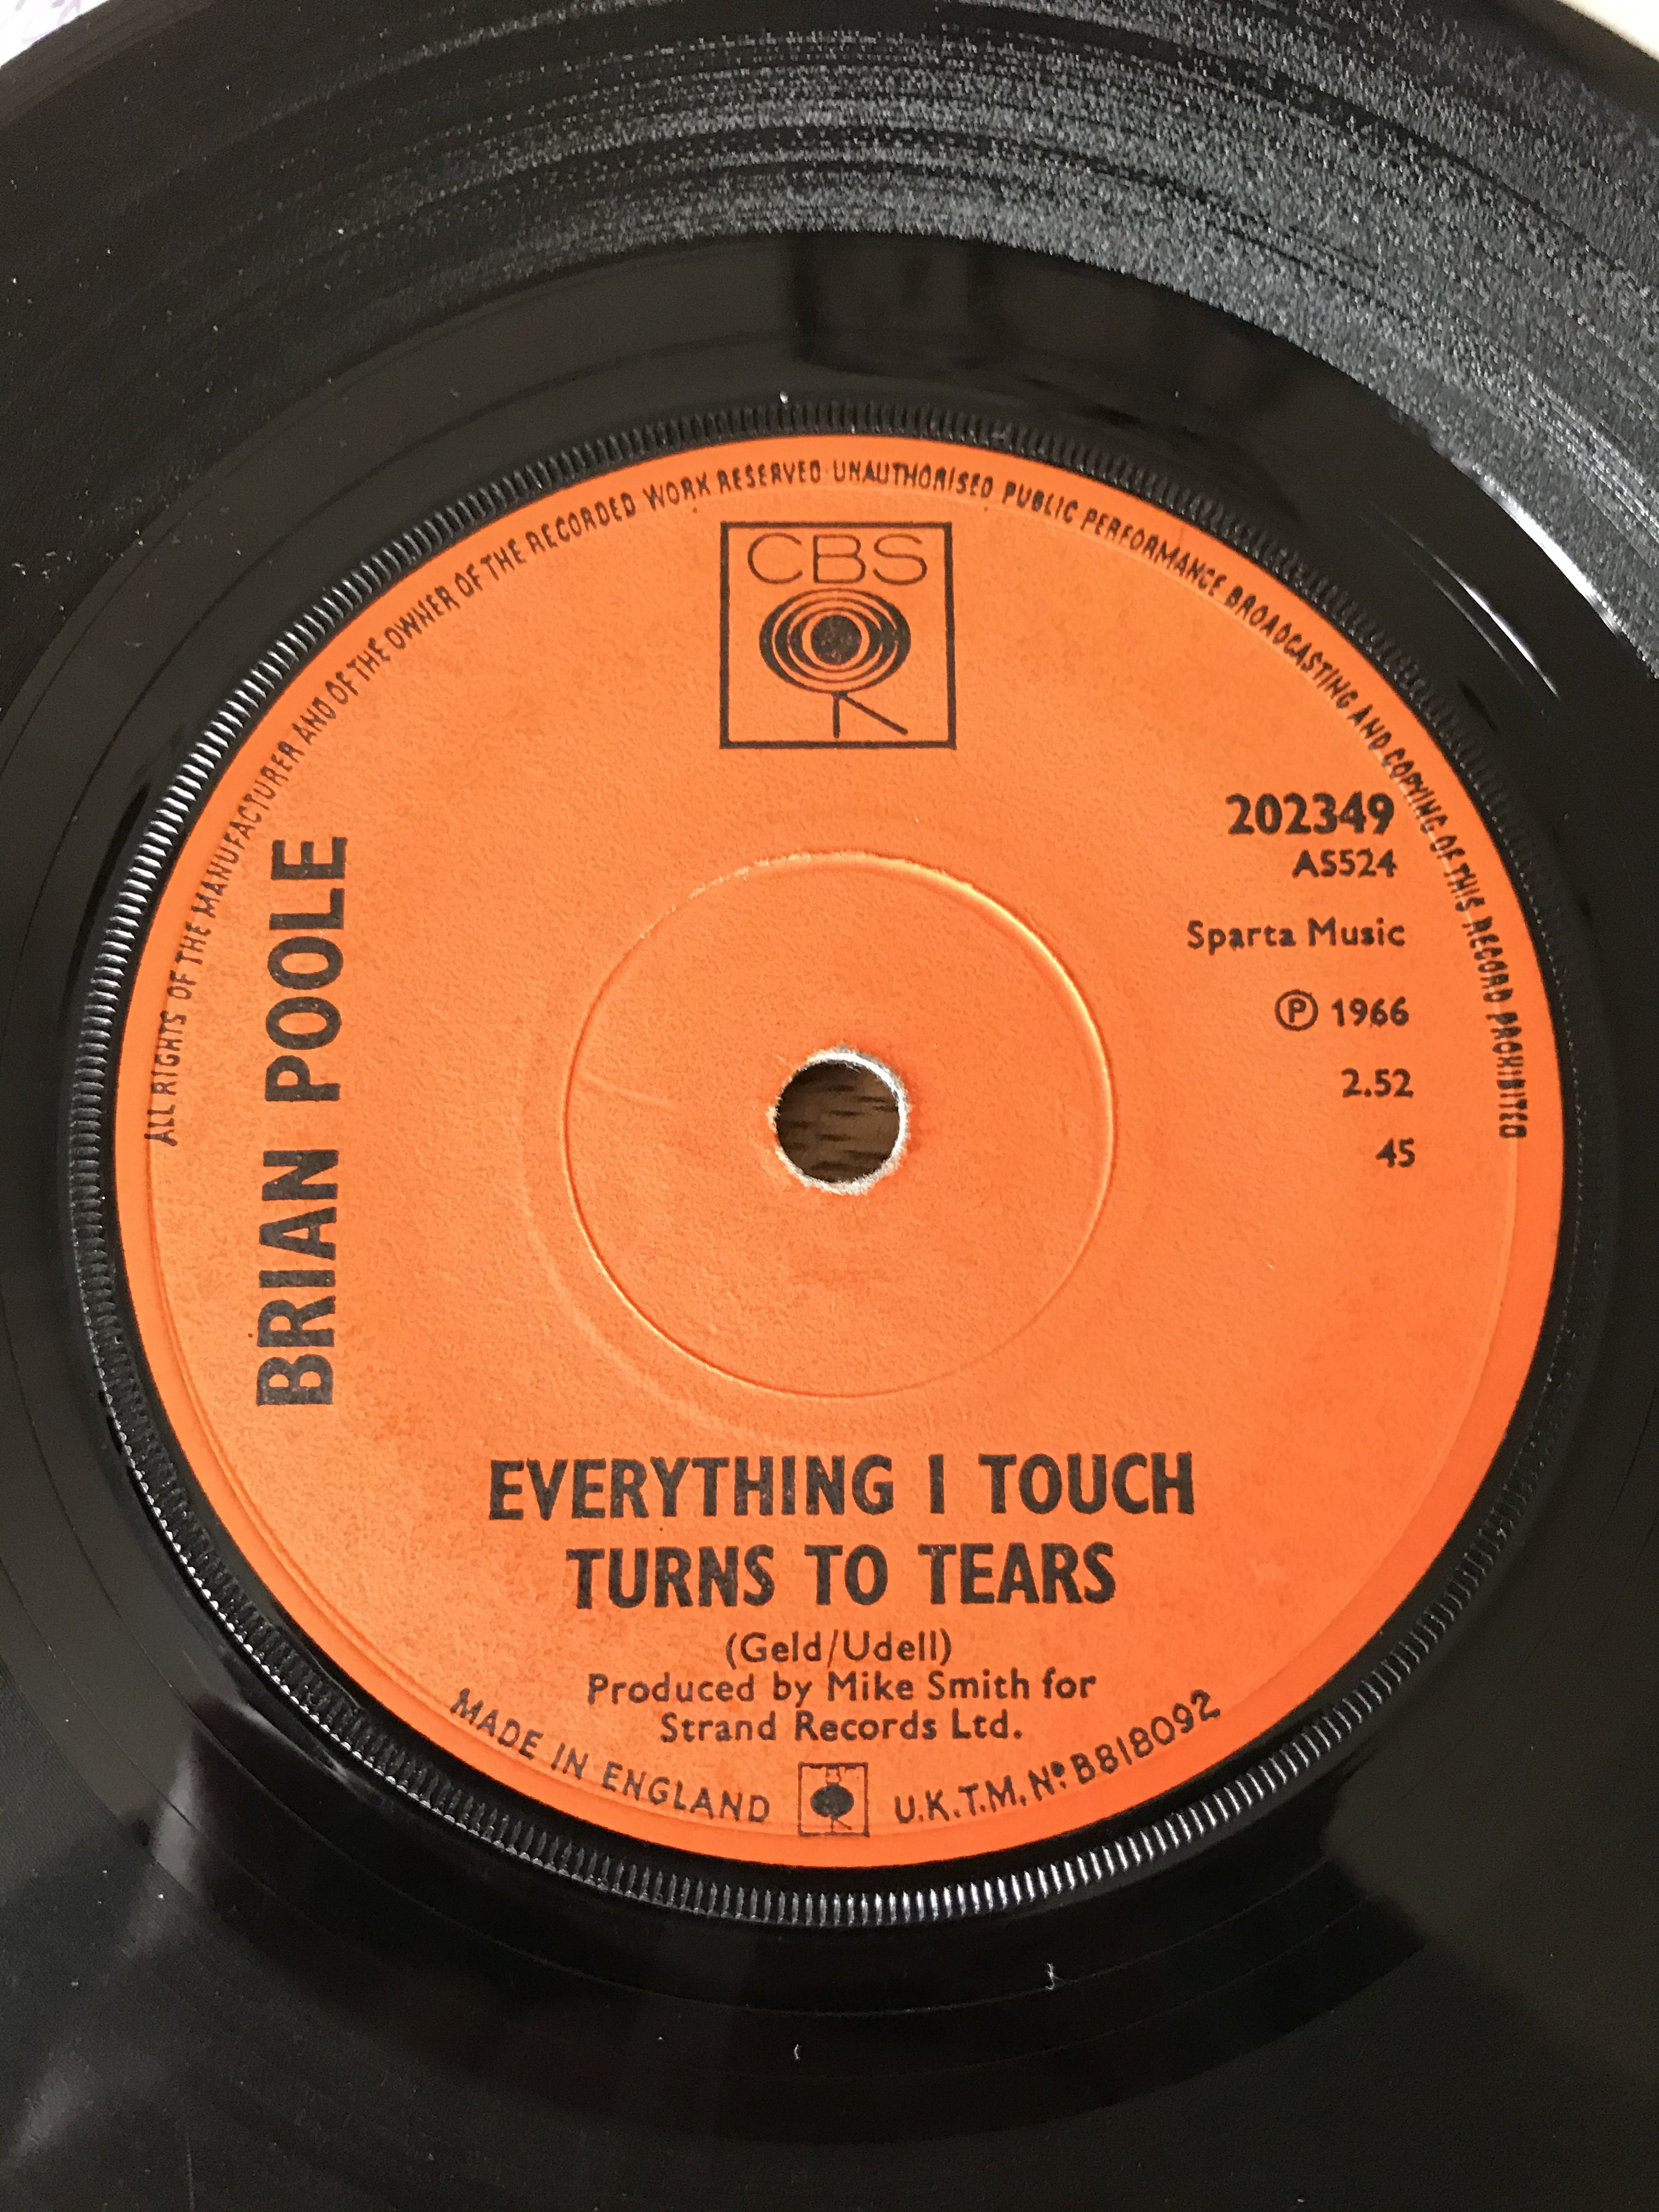 ALL RIGHTS OF THE MANUFACTURER AND OF THE OWNER OF THE RECORDED WORK RESERVED · UNAUTHORISED PUBLIC PERFORMANCE BROADCASTING AND COPYING OF THIS RECORD PROHIBITED
CBS
202349
AS524
Sparta Music
℗ 1966
2.52
45
BRIAN POOLE
EVERYTHING I TOUCH
TURNS TO TEARS
(Geld/Udell)
Produced by Mike Smith for
Strand Records Ltd.
MADE IN ENGLAND
U.K.T.M. Nº B818092